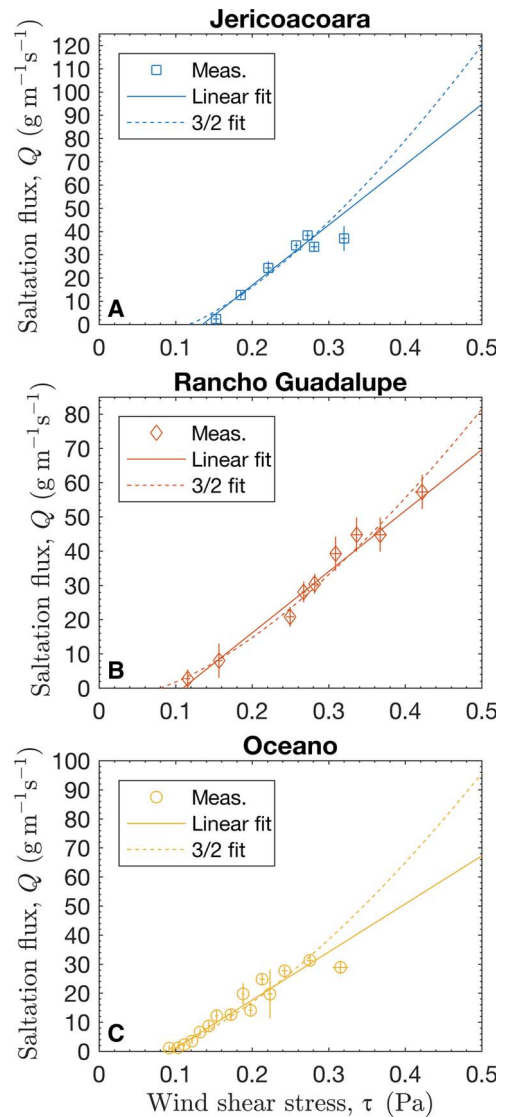 Jericoacoara
120
110
100
90
80
70
60
50
40
30
20
10
0
Saltation flux, Q (g m⁻¹s⁻¹)
Meas.
Linear fit
3/2 fit
A
0 0.1 0.2 0.3 0.4 0.5
Rancho Guadalupe
80
70
60
50
40
30
20
10
0
Saltation flux, Q (g m⁻¹s⁻¹)
Meas.
Linear fit
3/2 fit
B
0 0.1 0.2 0.3 0.4 0.5
Oceano
100
90
80
70
60
50
40
30
20
10
0
Saltation flux, Q (g m⁻¹s⁻¹)
Meas.
Linear fit
3/2 fit
C
0 0.1 0.2 0.3 0.4 0.5
Wind shear stress, τ (Pa)